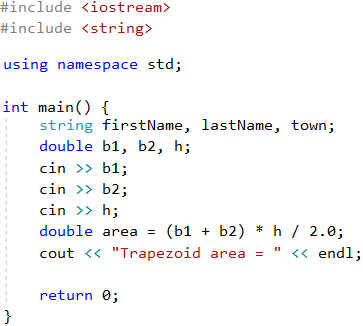 #include <iostream>
#include <string>
using namespace std;
int main() {
string firstName, lastName, town;
double b1, b2, h;
cin >> b1;
cin >> b2;
cin >> h;
double area = (b1 + b2) * h / 2.0;
cout << "Trapezoid area = " << endl;
return 0;
}